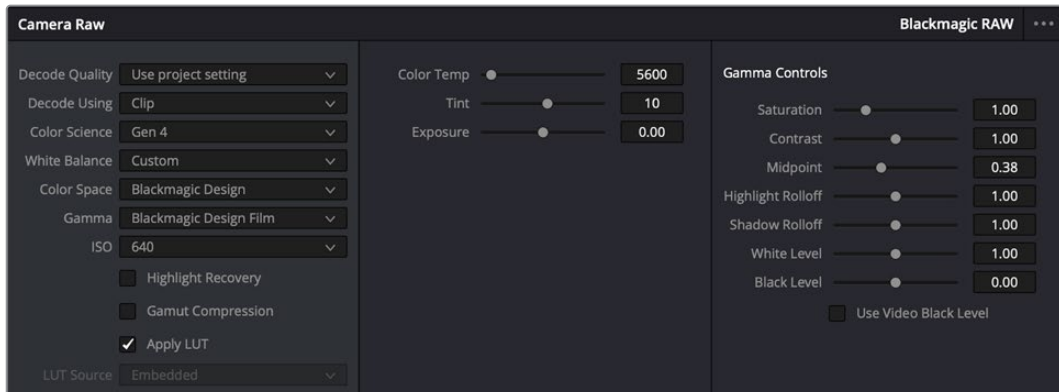 Camera Raw
Blackmagic RAW
Decode Quality Use project setting
Decode Using Clip
Color Science Gen 4
White Balance Custom
Color Space Blackmagic Design
Gamma Blackmagic Design Film
ISO 640
Highlight Recovery
Gamut Compression
Apply LUT
LUT Source Embedded
Color Temp 5600
Tint 10
Exposure 0.00
Gamma Controls
Saturation 1.00
Contrast 1.00
Midpoint 0.38
Highlight Rolloff 1.00
Shadow Rolloff 1.00
White Level 1.00
Black Level 0.00
Use Video Black Level